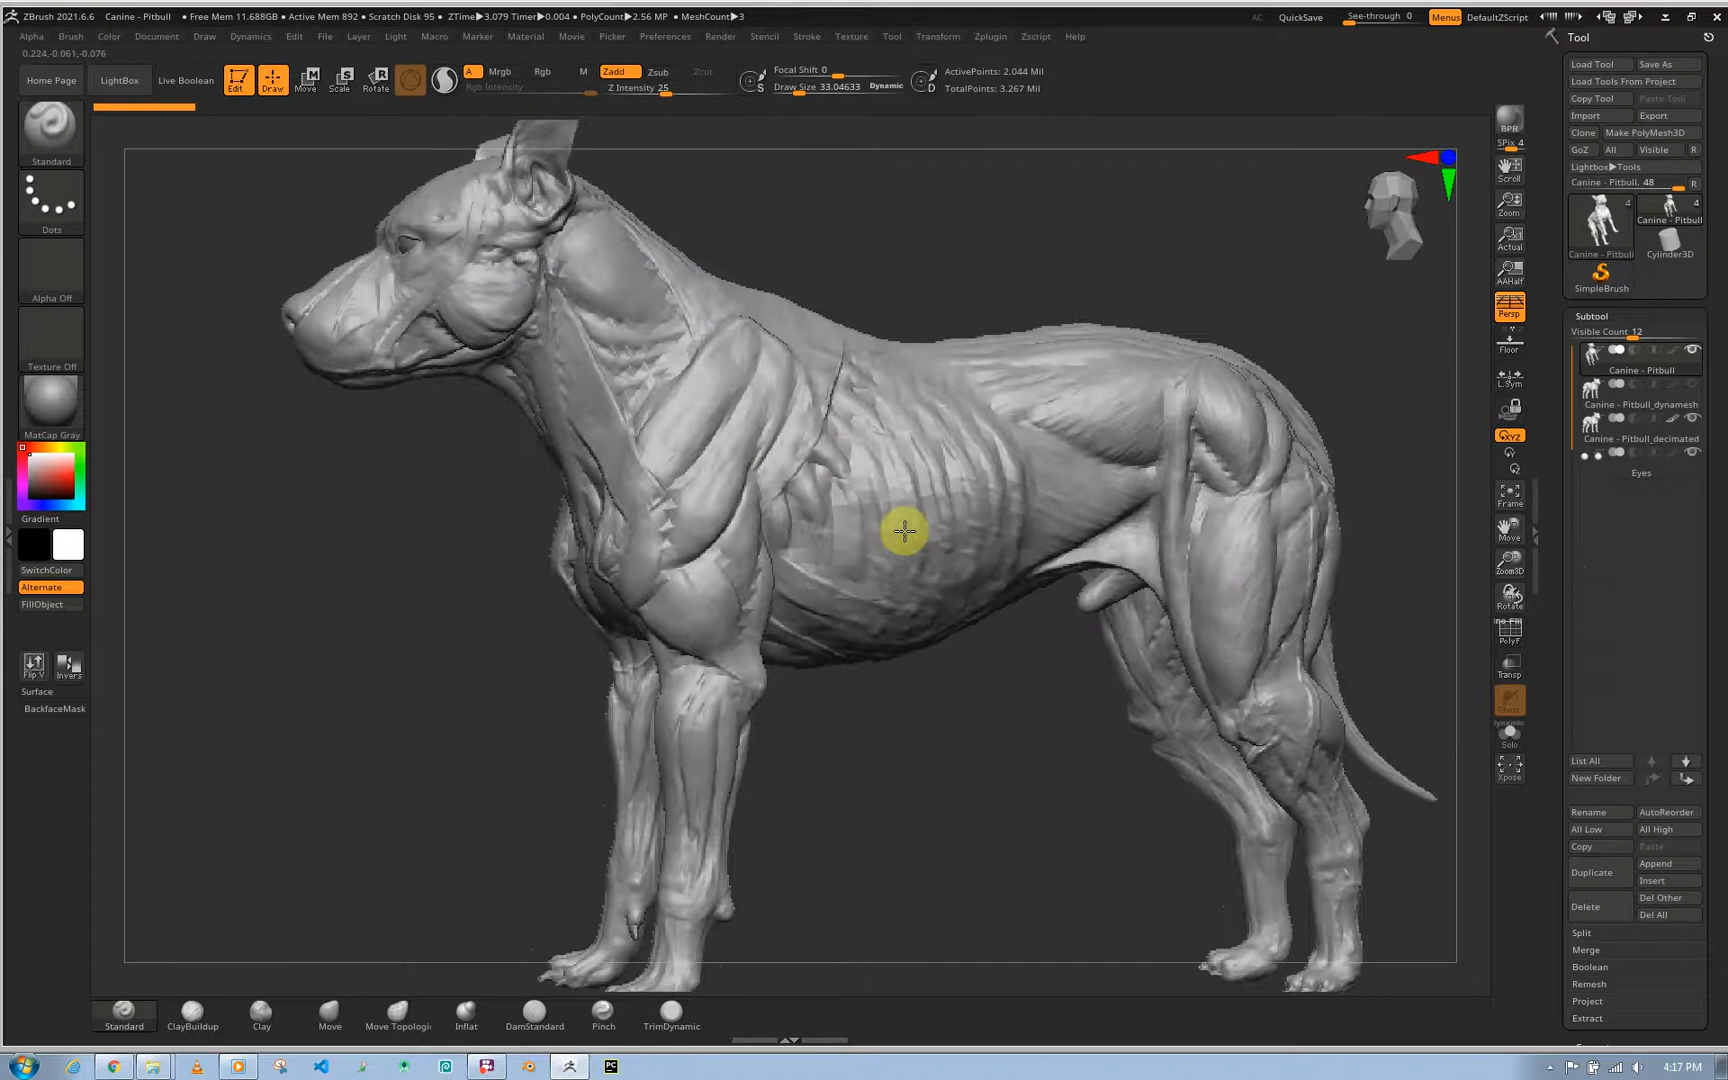 ZBrush 2021.6.6 Canine - Pitbull • Free Mem 11.688GB • Active Mem 892 • Scratch Disk 95 • ZTime▶3.079 Timer▶0.004 • PolyCount▶2.56 MP • MeshCount▶3 AC QuickSave See-through 0 Menus DefaultZScript
Alpha Brush Color Document Draw Dynamics Edit File Layer Light Macro Marker Material Movie Picker Preferences Render Stencil Stroke Texture Tool Transform Zplugin Zscript Help
0.224,-0.061,-0.076
Home Page LightBox Live Boolean Edit Draw Move Scale Rotate
A Mrgb Rgb M Zadd Zsub Zcut
Rgb Intensity Z Intensity 25
S Focal Shift 0
Draw Size 33.04633 Dynamic D
ActivePoints: 2.044 Mil
TotalPoints: 3.267 Mil
Standard
Dots
Alpha Off
Texture Off
MatCap Gray
Gradient
SwitchColor
Alternate
FillObject
Flip V Invers
Surface
BackfaceMask
BPR
SPix 4
Scroll
Zoom
Actual
AAHalf
Persp
Floor
L.Sym
XYZ
Frame
Move
Zoom3D
Rotate
PolyF
Transp
Ghost
Dynamic
Solo
Xpose
Tool
Load Tool Save As
Load Tools From Project
Copy Tool Paste Tool
Import Export
Clone Make PolyMesh3D
GoZ All Visible R
Lightbox▶Tools
Canine - Pitbull. 48 R
4 4
Canine - Pitbull
Canine - Pitbull Cylinder3D
SimpleBrush
Subtool
Visible Count 12
Canine - Pitbull
Canine - Pitbull_dynamesh
Canine - Pitbull_decimated
Eyes
List All
New Folder
Rename AutoReorder
All Low All High
Copy Paste
Duplicate Append
Insert
Delete Del Other
Del All
Split
Merge
Boolean
Remesh
Project
Extract
Standard ClayBuildup Clay Move Move Topologic Inflat DamStandard Pinch TrimDynamic
PC
4:17 PM